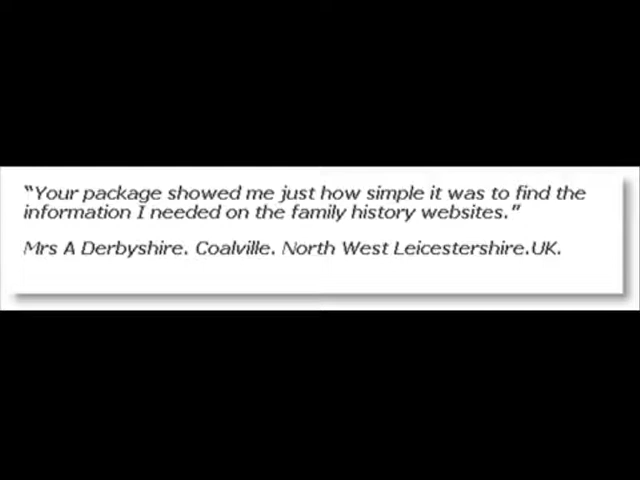 “Your package showed me just how simple it was to find the
information I needed on the family history websites.”
Mrs A Derbyshire. Coalville. North West Leicestershire.UK.